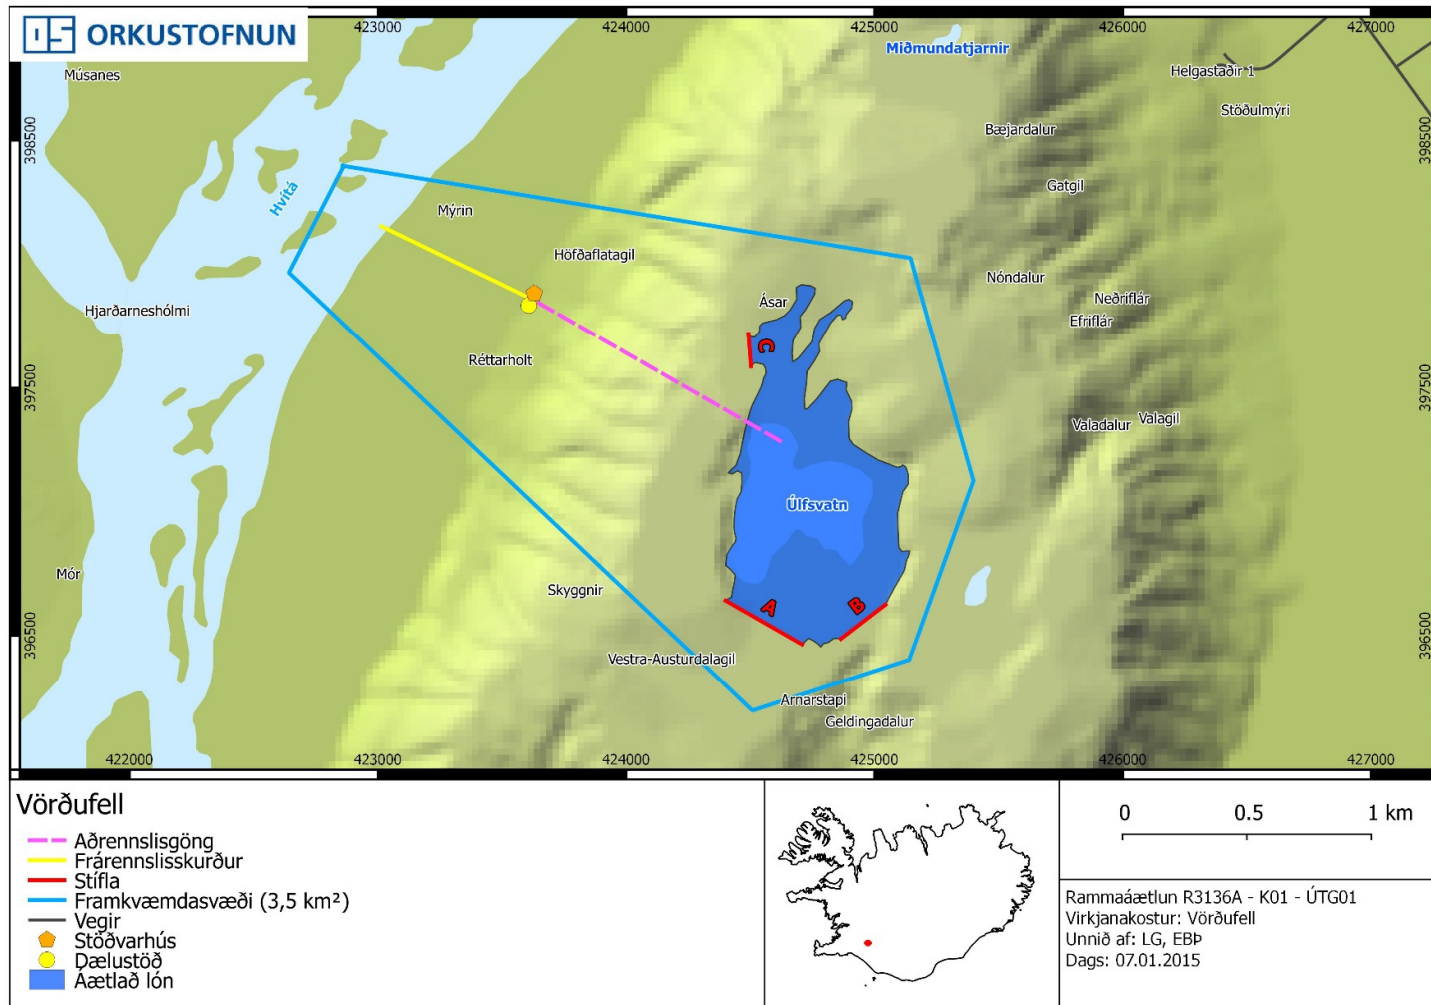 ORKUSTOFNUN
423000
424000
425000
426000
427000
Miðmundatjarnir
Músanes
Helgastaðir 1
Stöðulmýri
Bæjardalur
398500
398500
Gatgil
Hvítá
Mýrin
Höfðaflatagil
Nóndalur
Neðriflár
Ásar
Hjarðarneshólmi
Efriflár
C
Réttarholt
397500
397500
Valagil
Valadalur
Úlfsvatn
Mór
Skyggnir
A
B
396500
396500
Vestra-Austurdalagil
Arnarstapi
Geldingadalur
422000
423000
424000
425000
426000
427000
Vörðufell
Aðrennslisgöng
Frárennslisskurður
Stífla
Framkvæmdasvæði (3,5 km²)
Vegir
Stöðvarhús
Dælustöð
Áætlað lón
0 0.5 1 km
Rammaáætlun R3136A - K01 - ÚTG01
Virkjanakostur: Vörðufell
Unnið af: LG, EBÞ
Dags: 07.01.2015